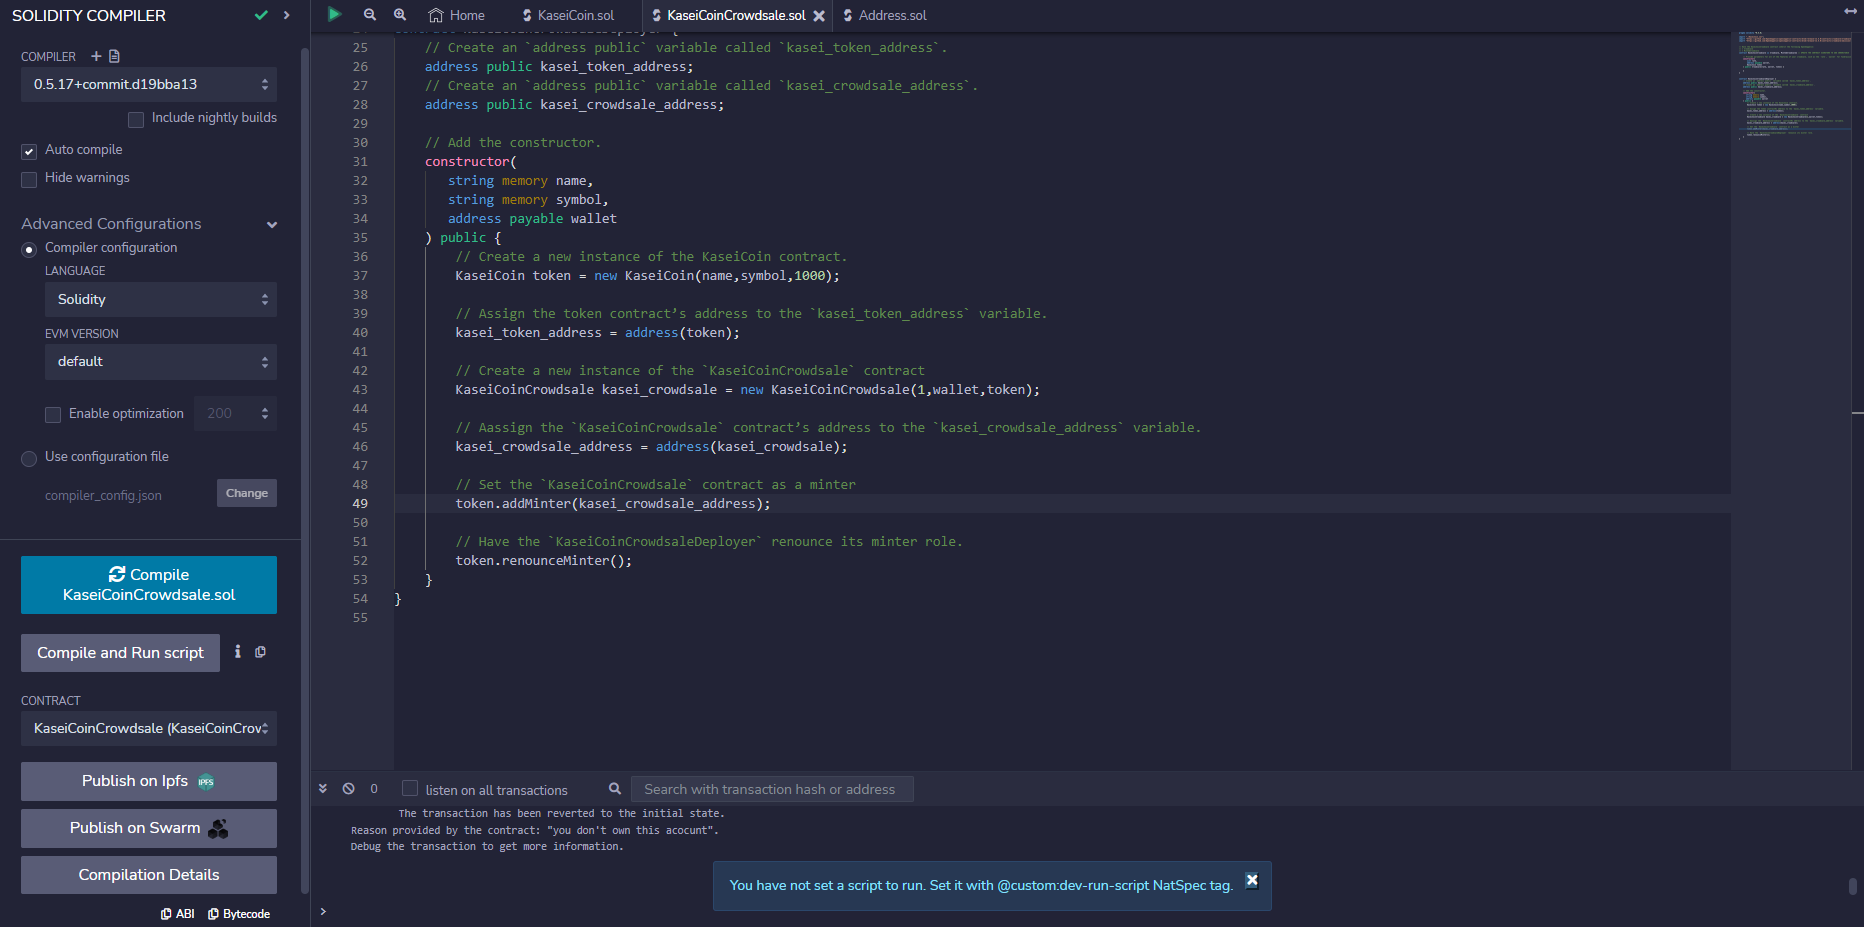 SOLIDITY COMPILER
COMPILER
0.5.17+commit.d19bba13
Include nightly builds
Auto compile
Hide warnings
Advanced Configurations
Compiler configuration
LANGUAGE
Solidity
EVM VERSION
default
Enable optimization 200
Use configuration file
compiler_config.json Change
Compile
KaseiCoinCrowdsale.sol
Compile and Run script
CONTRACT
KaseiCoinCrowdsale (KaseiCoinCrow
Publish on Ipfs IPFS
Publish on Swarm
Compilation Details
ABI Bytecode
Home KaseiCoin.sol KaseiCoinCrowdsale.sol Address.sol
25 // Create an `address public` variable called `kasei_token_address`.
26 address public kasei_token_address;
27 // Create an `address public` variable called `kasei_crowdsale_address`.
28 address public kasei_crowdsale_address;
29
30 // Add the constructor.
31 constructor(
32 string memory name,
33 string memory symbol,
34 address payable wallet
35 ) public {
36 // Create a new instance of the KaseiCoin contract.
37 KaseiCoin token = new KaseiCoin(name,symbol,1000);
38
39 // Assign the token contract’s address to the `kasei_token_address` variable.
40 kasei_token_address = address(token);
41
42 // Create a new instance of the `KaseiCoinCrowdsale` contract
43 KaseiCoinCrowdsale kasei_crowdsale = new KaseiCoinCrowdsale(1,wallet,token);
44
45 // Aassign the `KaseiCoinCrowdsale` contract’s address to the `kasei_crowdsale_address` variable.
46 kasei_crowdsale_address = address(kasei_crowdsale);
47
48 // Set the `KaseiCoinCrowdsale` contract as a minter
49 token.addMinter(kasei_crowdsale_address);
50
51 // Have the `KaseiCoinCrowdsaleDeployer` renounce its minter role.
52 token.renounceMinter();
53 }
54 }
55
0 listen on all transactions Search with transaction hash or address
The transaction has been reverted to the initial state.
Reason provided by the contract: "you don't own this acocunt".
Debug the transaction to get more information.
You have not set a script to run. Set it with @custom:dev-run-script NatSpec tag.
>